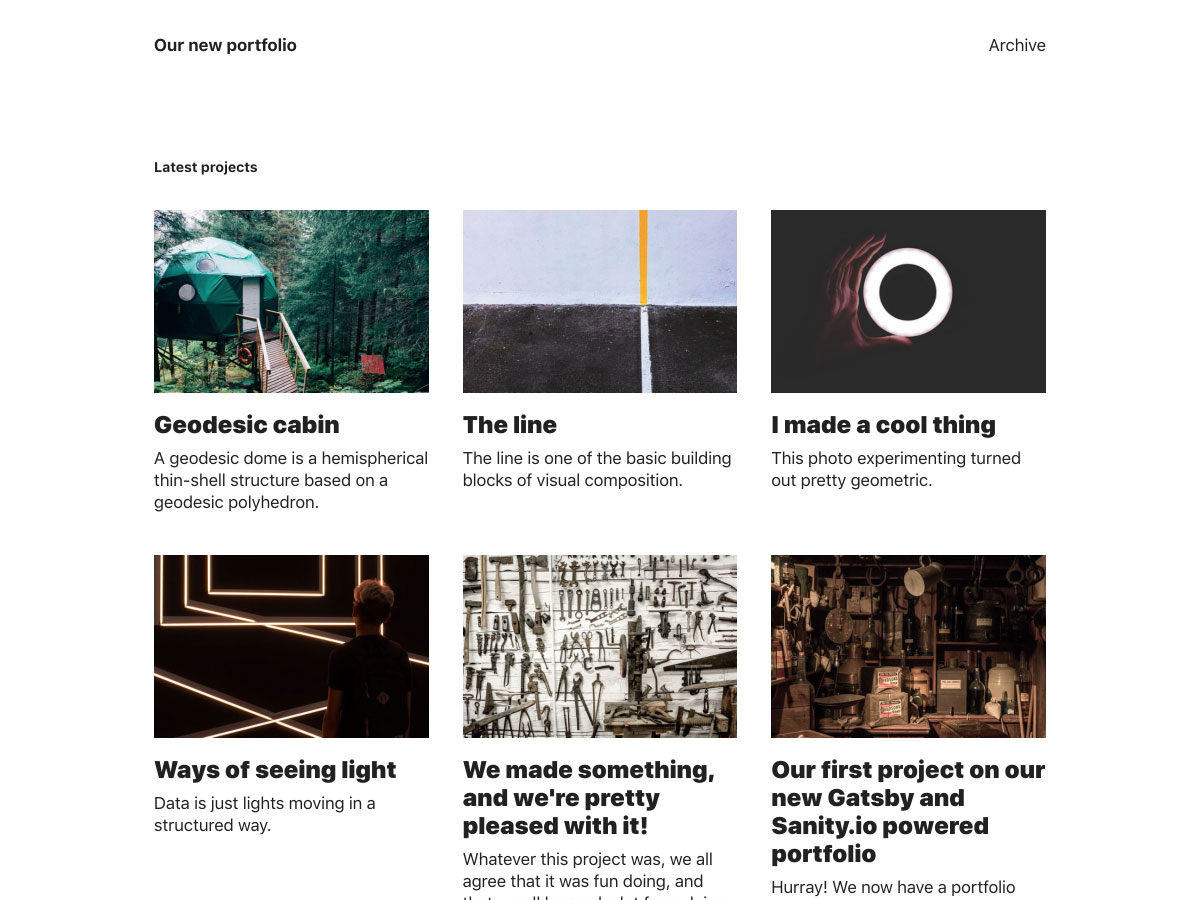 Our new portfolio
Archive
Latest projects
Geodesic cabin
A geodesic dome is a hemispherical
thin-shell structure based on a
geodesic polyhedron.
The line
The line is one of the basic building
blocks of visual composition.
I made a cool thing
This photo experimenting turned
out pretty geometric.
Ways of seeing light
Data is just lights moving in a
structured way.
We made something,
and we're pretty
pleased with it!
Whatever this project was, we all
agree that it was fun doing, and
Our first project on our
new Gatsby and
Sanity.io powered
portfolio
Hurray! We now have a portfolio